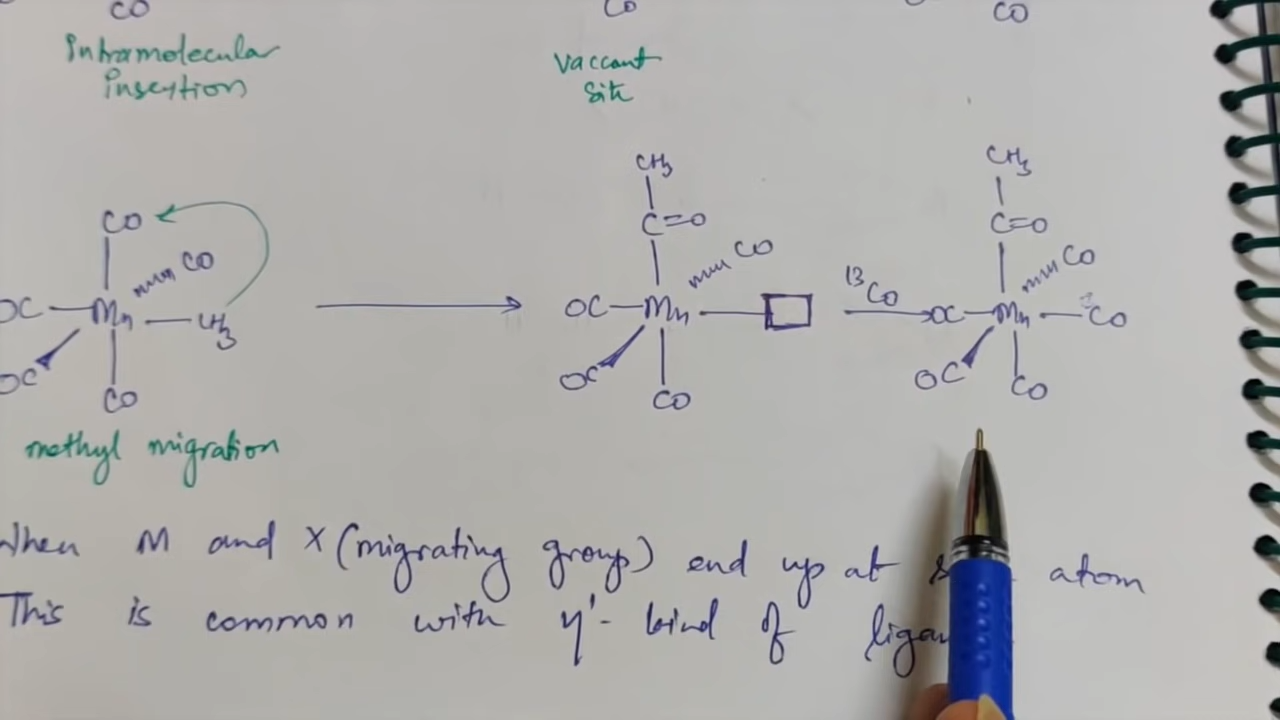 CO CO CO
Intramolecular
insertion
Vaccant
Site
CH3 CH3
CO C=O C=O
CO CO CO
OC Mn CH3 OC Mn 13CO OC Mn CO
OC OC OC
CO CO CO
methyl migration
When M and X (migrating group) end up at atom
This is common with η1- kind of